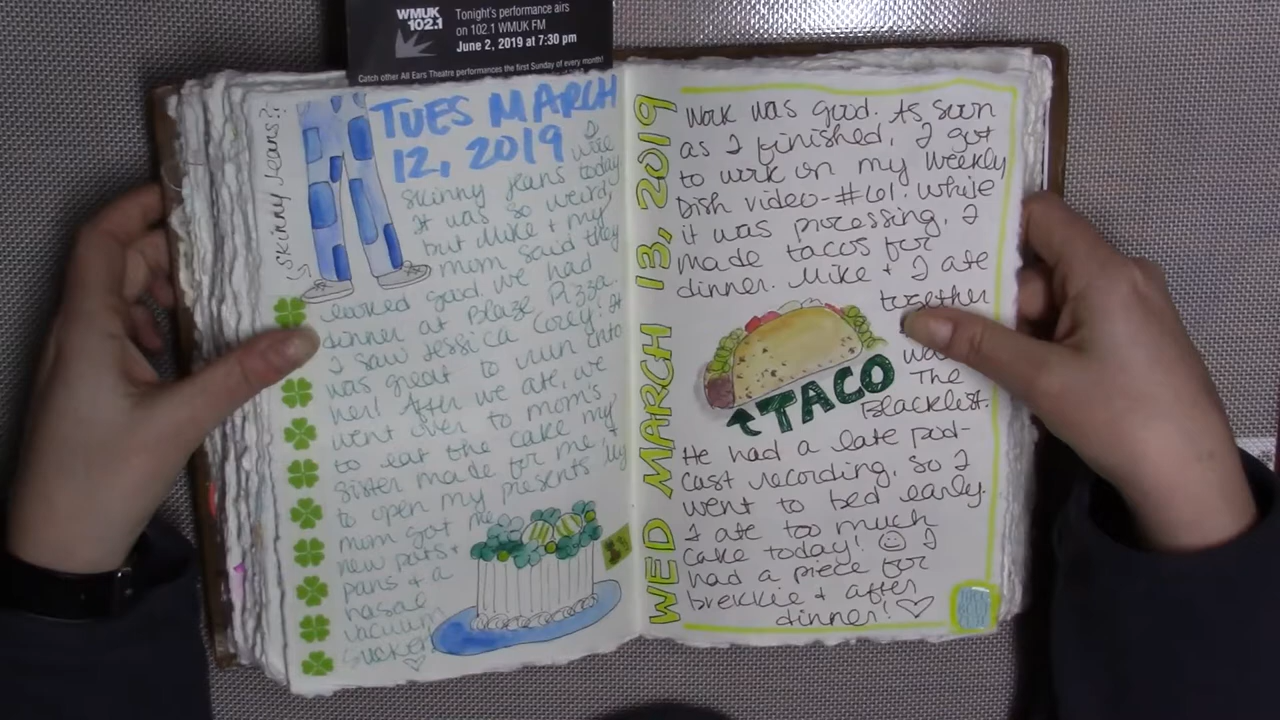 WMUK
102.1
Tonight's performance airs
on 102.1 WMUK FM
June 2, 2019 at 7:30 pm
Catch other All Ears Theatre performances the first Sunday of every month!
Skinny Jeans?!
TUES MARCH
12, 2019
I
wore
skinny jeans today
It was so weird
but Mike + my
mom said they
looked good we had
dinner at Blaze Pizza.
I saw Jessica Corey! It
was great to run into
her! After we ate, we
went over to mom's
to eat the cake my
sister made for me +
to open my presents. My
mom got me
new pots +
pans + a
nasal
vacuum
sucker!
WED MARCH 13, 2019
Work was good. As soon
as I finished, I got
to work on my Weekly
Dish video-#61. While
it was processing, I
made tacos for
dinner. Mike + I ate
together
The
Blacklist.
TACO
He had a late pod-
cast recording, so I
went to bed early.
I ate too much
cake today! I
had a piece for
brekkie + after
dinner!